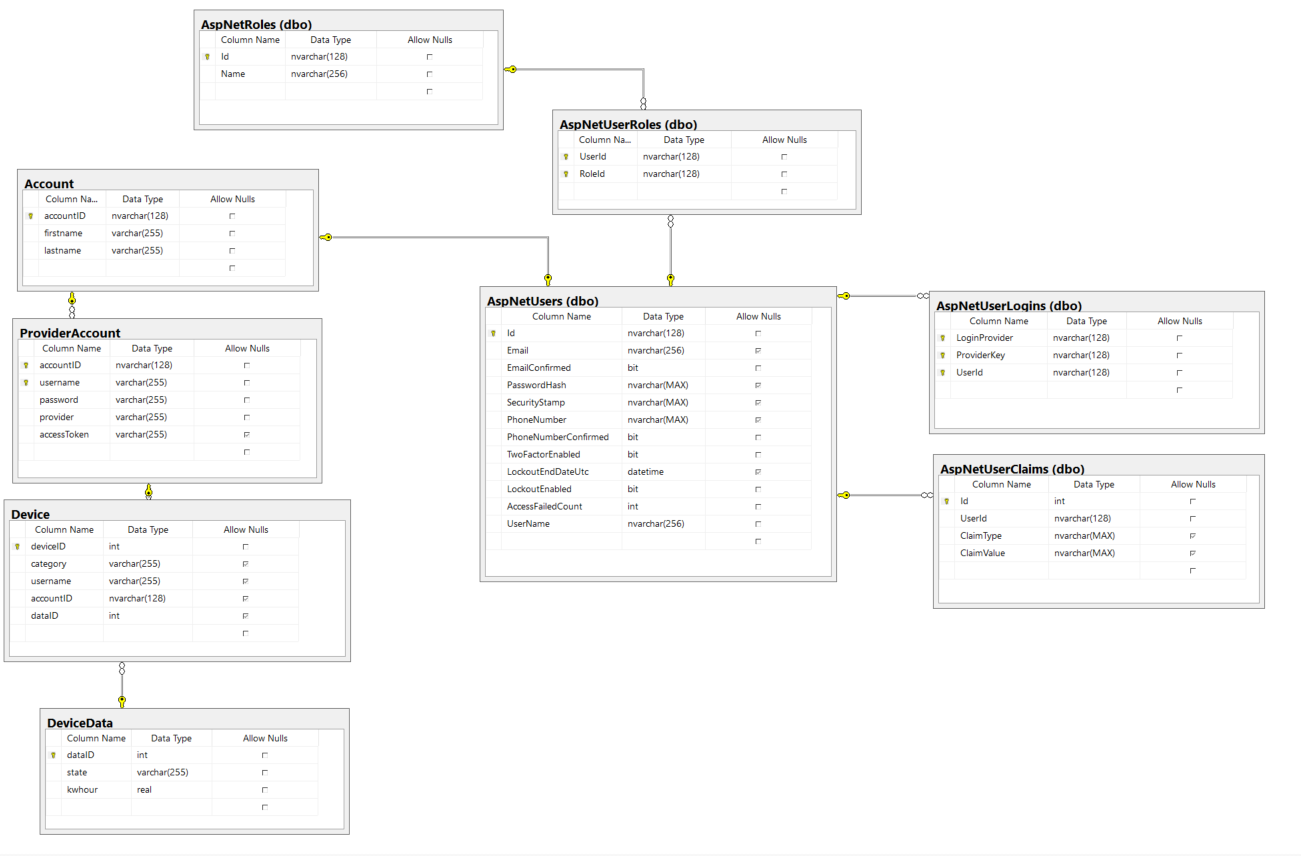 AspNetRoles (dbo)
Column Name Data Type Allow Nulls
Id nvarchar(128)
Name nvarchar(256)
AspNetUserRoles (dbo)
Column Na... Data Type Allow Nulls
UserId nvarchar(128)
RoleId nvarchar(128)
Account
Column Na... Data Type Allow Nulls
accountID nvarchar(128)
firstname varchar(255)
lastname varchar(255)
ProviderAccount
Column Name Data Type Allow Nulls
accountID nvarchar(128)
username varchar(255)
password varchar(255)
provider varchar(255)
accessToken varchar(255)
AspNetUsers (dbo)
Column Name Data Type Allow Nulls
Id nvarchar(128)
Email nvarchar(256)
EmailConfirmed bit
PasswordHash nvarchar(MAX)
SecurityStamp nvarchar(MAX)
PhoneNumber nvarchar(MAX)
PhoneNumberConfirmed bit
TwoFactorEnabled bit
LockoutEndDateUtc datetime
LockoutEnabled bit
AccessFailedCount int
UserName nvarchar(256)
AspNetUserLogins (dbo)
Column Name Data Type Allow Nulls
LoginProvider nvarchar(128)
ProviderKey nvarchar(128)
UserId nvarchar(128)
AspNetUserClaims (dbo)
Column Name Data Type Allow Nulls
Id int
UserId nvarchar(128)
ClaimType nvarchar(MAX)
ClaimValue nvarchar(MAX)
Device
Column Name Data Type Allow Nulls
deviceID int
category varchar(255)
username varchar(255)
accountID nvarchar(128)
dataID int
DeviceData
Column Name Data Type Allow Nulls
dataID int
state varchar(255)
kwhour real